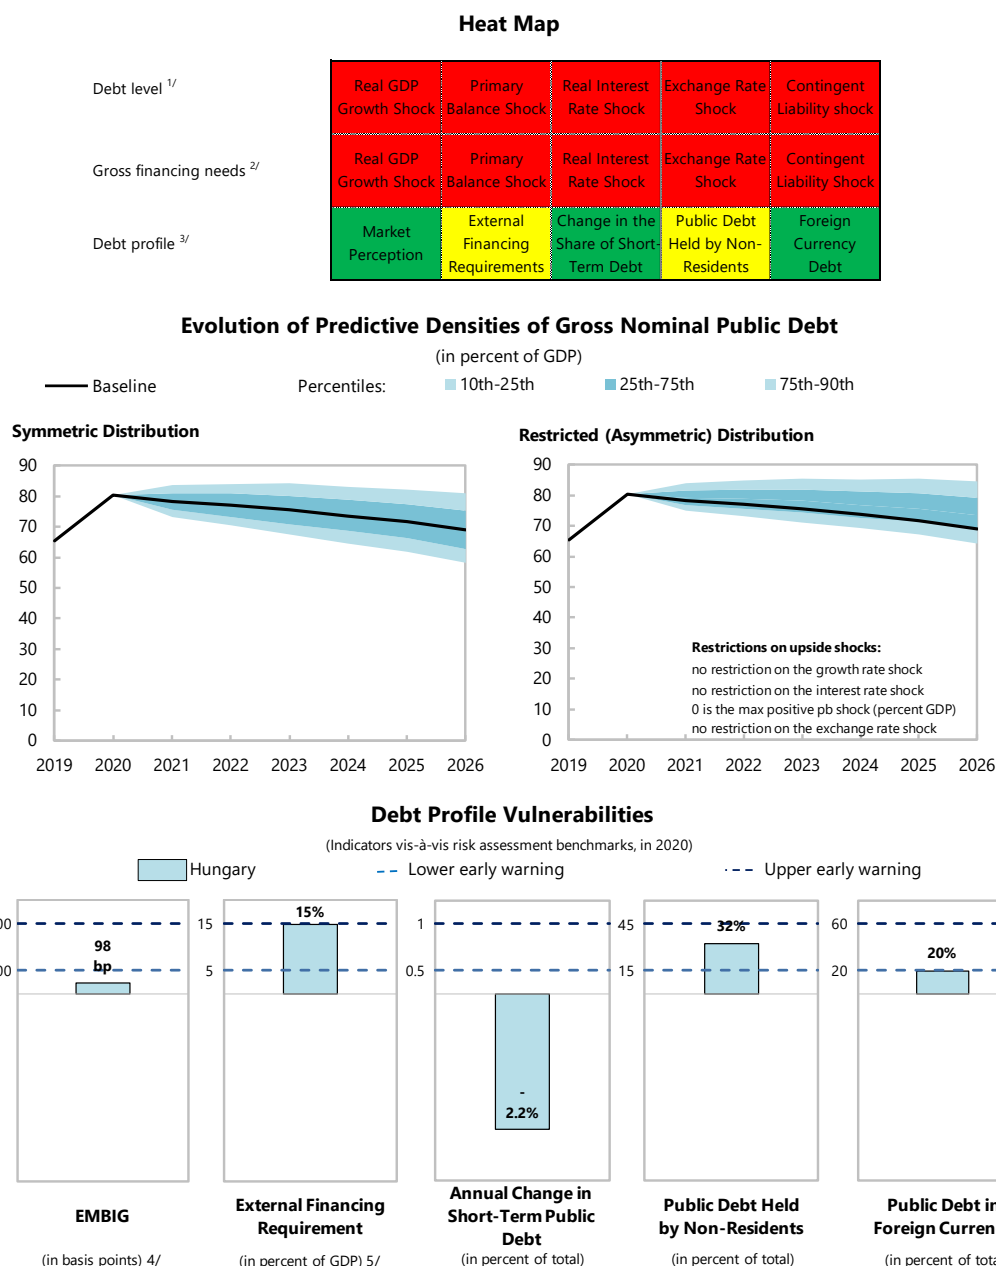 Heat Map
Debt level 1/
Real GDP Growth Shock
Primary Balance Shock
Real Interest Rate Shock
Exchange Rate Shock
Contingent Liability shock
Gross financing needs 2/
Real GDP Growth Shock
Primary Balance Shock
Real Interest Rate Shock
Exchange Rate Shock
Contingent Liability Shock
Debt profile 3/
Market Perception
External Financing Requirements
Change in the Share of Short-Term Debt
Public Debt Held by Non-Residents
Foreign Currency Debt
Evolution of Predictive Densities of Gross Nominal Public Debt
(in percent of GDP)
Baseline
Percentiles:
10th-25th
25th-75th
75th-90th
Symmetric Distribution
90
80
70
60
50
40
30
20
10
0
2019 2020 2021 2022 2023 2024 2025 2026
Restricted (Asymmetric) Distribution
90
80
70
60
50
40
30
20
10
0
Restrictions on upside shocks:
no restriction on the growth rate shock
no restriction on the interest rate shock
0 is the max positive pb shock (percent GDP)
no restriction on the exchange rate shock
2019 2020 2021 2022 2023 2024 2025 2026
Debt Profile Vulnerabilities
(Indicators vis-à-vis risk assessment benchmarks, in 2020)
Hungary
Lower early warning
Upper early warning
00
00
98
bp
EMBIG
(in basis points) 4/
15
5
15%
External Financing
Requirement
(in percent of GDP) 5/
1
0.5
-
2.2%
Annual Change in
Short-Term Public
Debt
(in percent of total)
45
15
32%
Public Debt Held
by Non-Residents
(in percent of total)
60
20
20%
Public Debt in
Foreign Curren
(in percent of tota